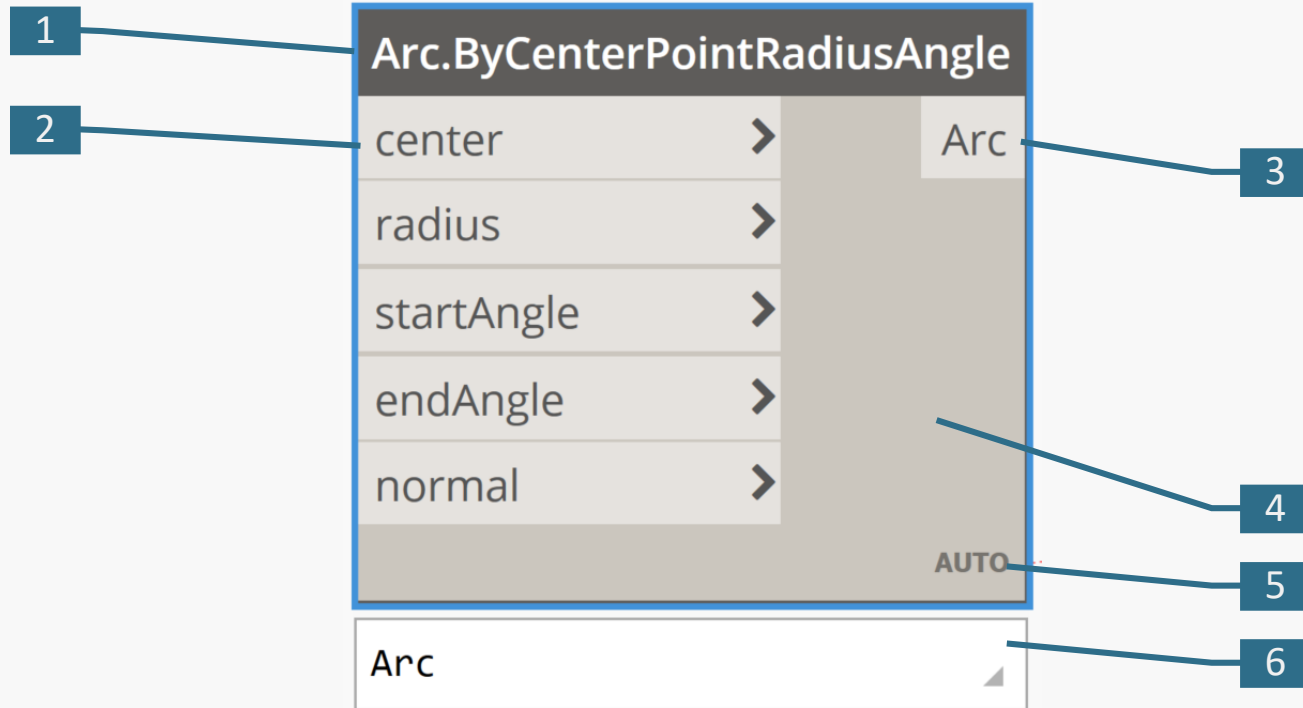 1
Arc.ByCenterPointRadiusAngle
2
center
Arc
3
radius
startAngle
endAngle
normal
4
AUTO
5
Arc
6